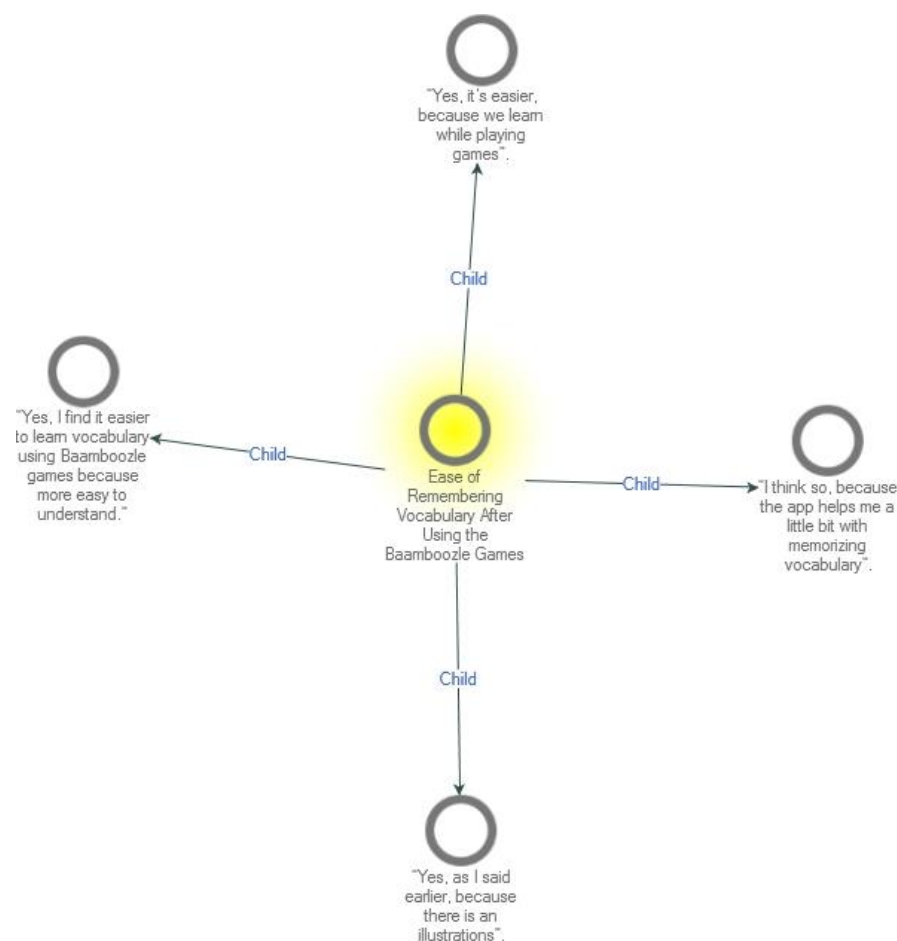 "Yes, it's easier,
because we learn
while playing
games".
Child
"Yes, I find it easier
to learn vocabulary
using Baamboozle
games because
more easy to
understand."
Child
Ease of
Remembering
Vocabulary After
Using the
Baamboozle Games
Child
"I think so, because
the app helps me a
little bit with
memorizing
vocabulary".
Child
"Yes, as I said
earlier, because
there is an
illustrations".